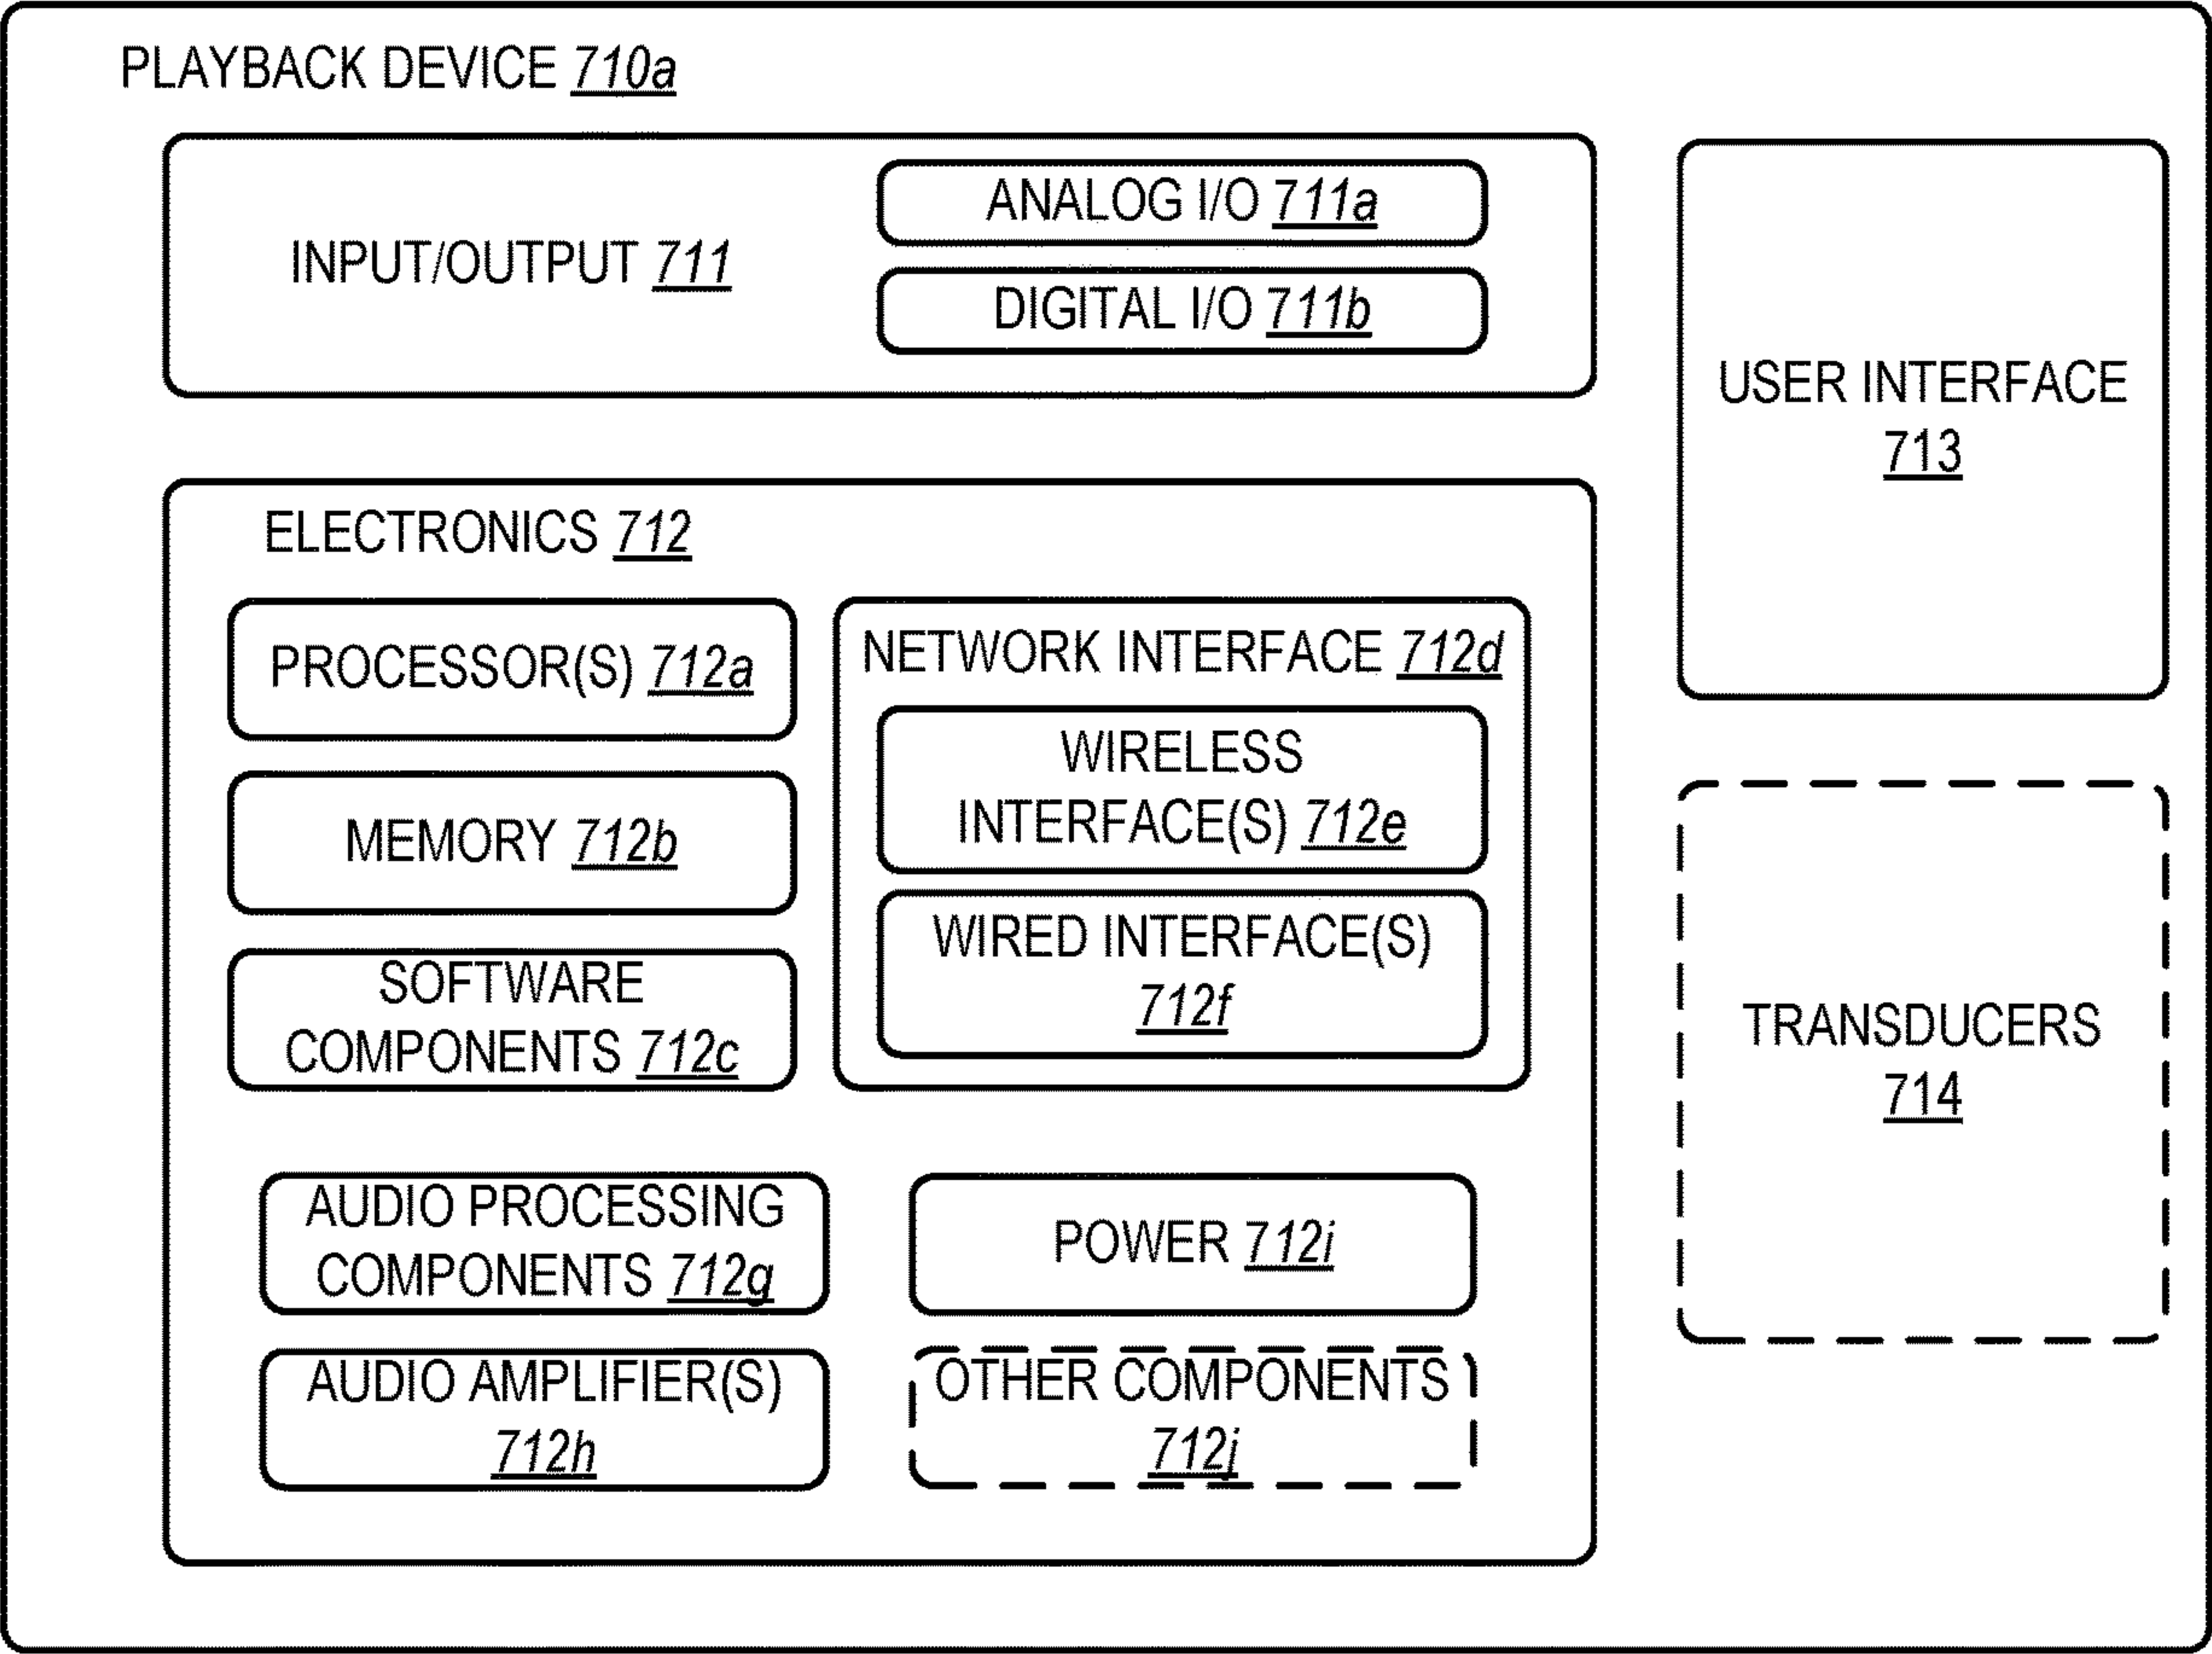 PLAYBACK DEVICE 710a
INPUT/OUTPUT 711
ANALOG I/O 711a
DIGITAL I/O 711b
USER INTERFACE
713
ELECTRONICS 712
PROCESSOR(S) 712a
MEMORY 712b
SOFTWARE
COMPONENTS 712c
NETWORK INTERFACE 712d
WIRELESS
INTERFACE(S) 712e
WIRED INTERFACE(S)
712f
AUDIO PROCESSING
COMPONENTS 712g
AUDIO AMPLIFIER(S)
712h
POWER 712i
OTHER COMPONENTS
712j
TRANSDUCERS
714